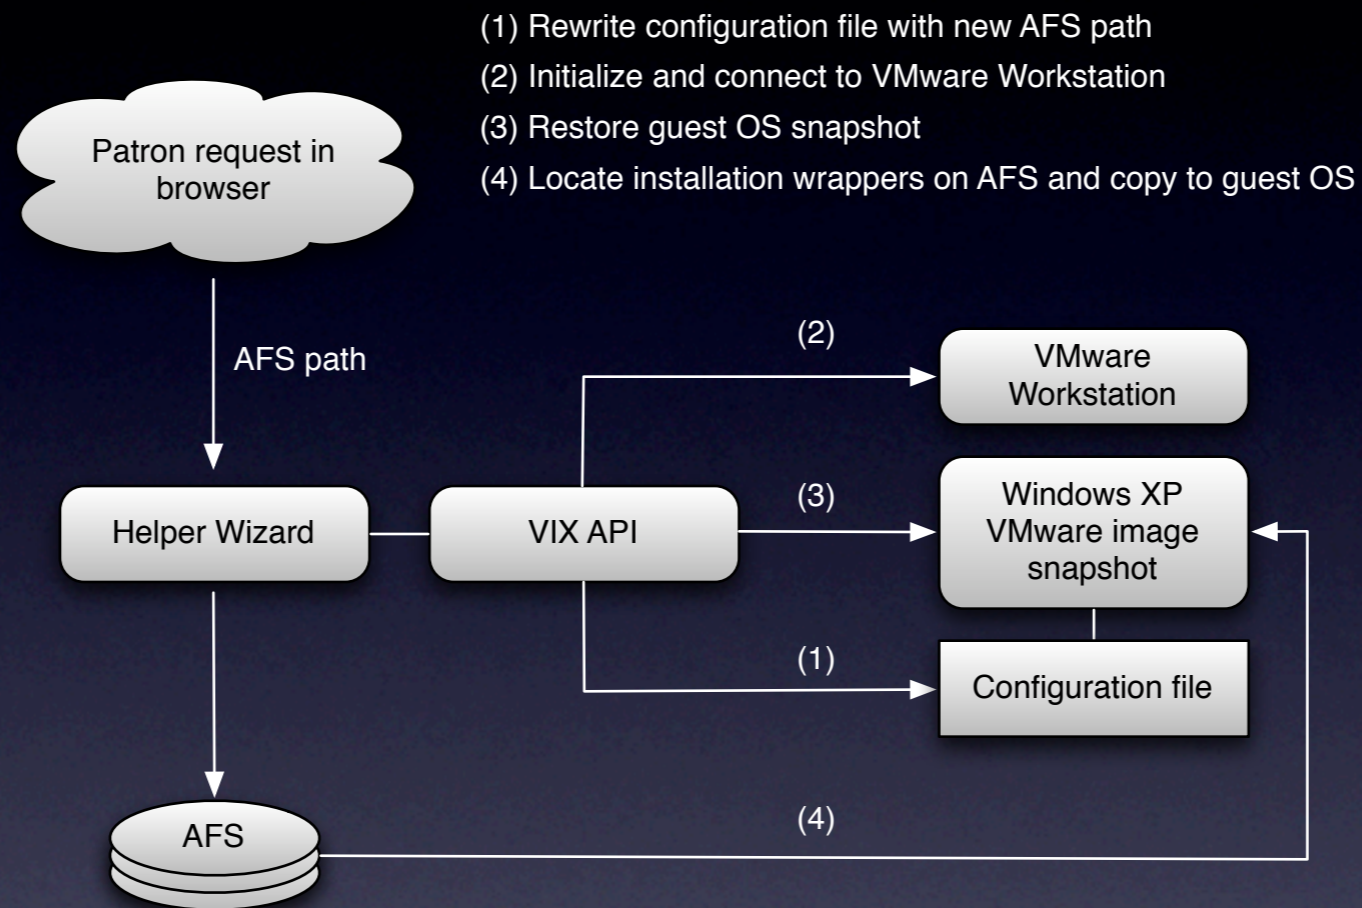 (1) Rewrite configuration file with new AFS path
(2) Initialize and connect to VMware Workstation
(3) Restore guest OS snapshot
(4) Locate installation wrappers on AFS and copy to guest OS
Patron request in
browser
AFS path
(2)
VMware
Workstation
Helper Wizard
VIX API
(3)
Windows XP
VMware image
snapshot
(1)
Configuration file
AFS
(4)